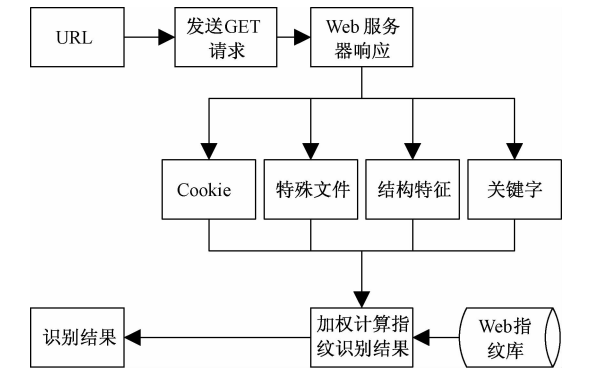 URL
发送GET
请求
Web 服务
器响应
Cookie
特殊文件
结构特征
关键字
识别结果
加权计算指
纹识别结果
Web指
纹库